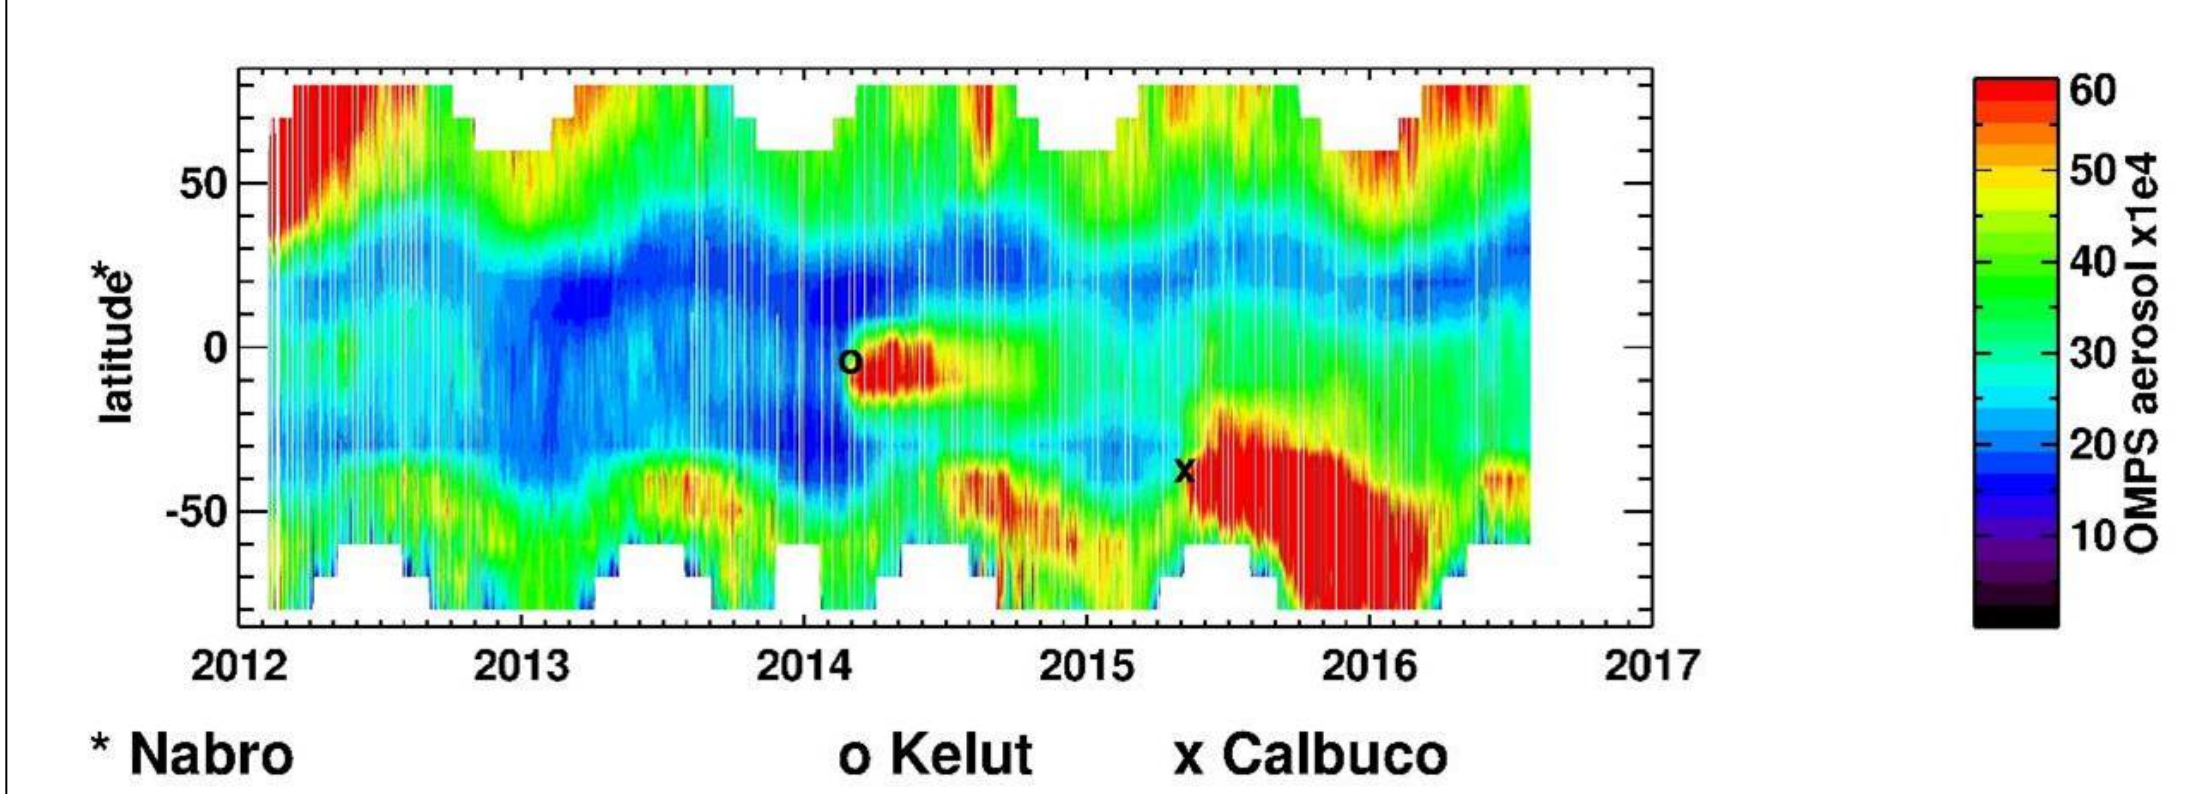 60
50
50
40
0
30
-50
20
10
latitude*
OMPS aerosol x1e4
2012 2013 2014 2015 2016 2017
o
x
* Nabro o Kelut x Calbuco